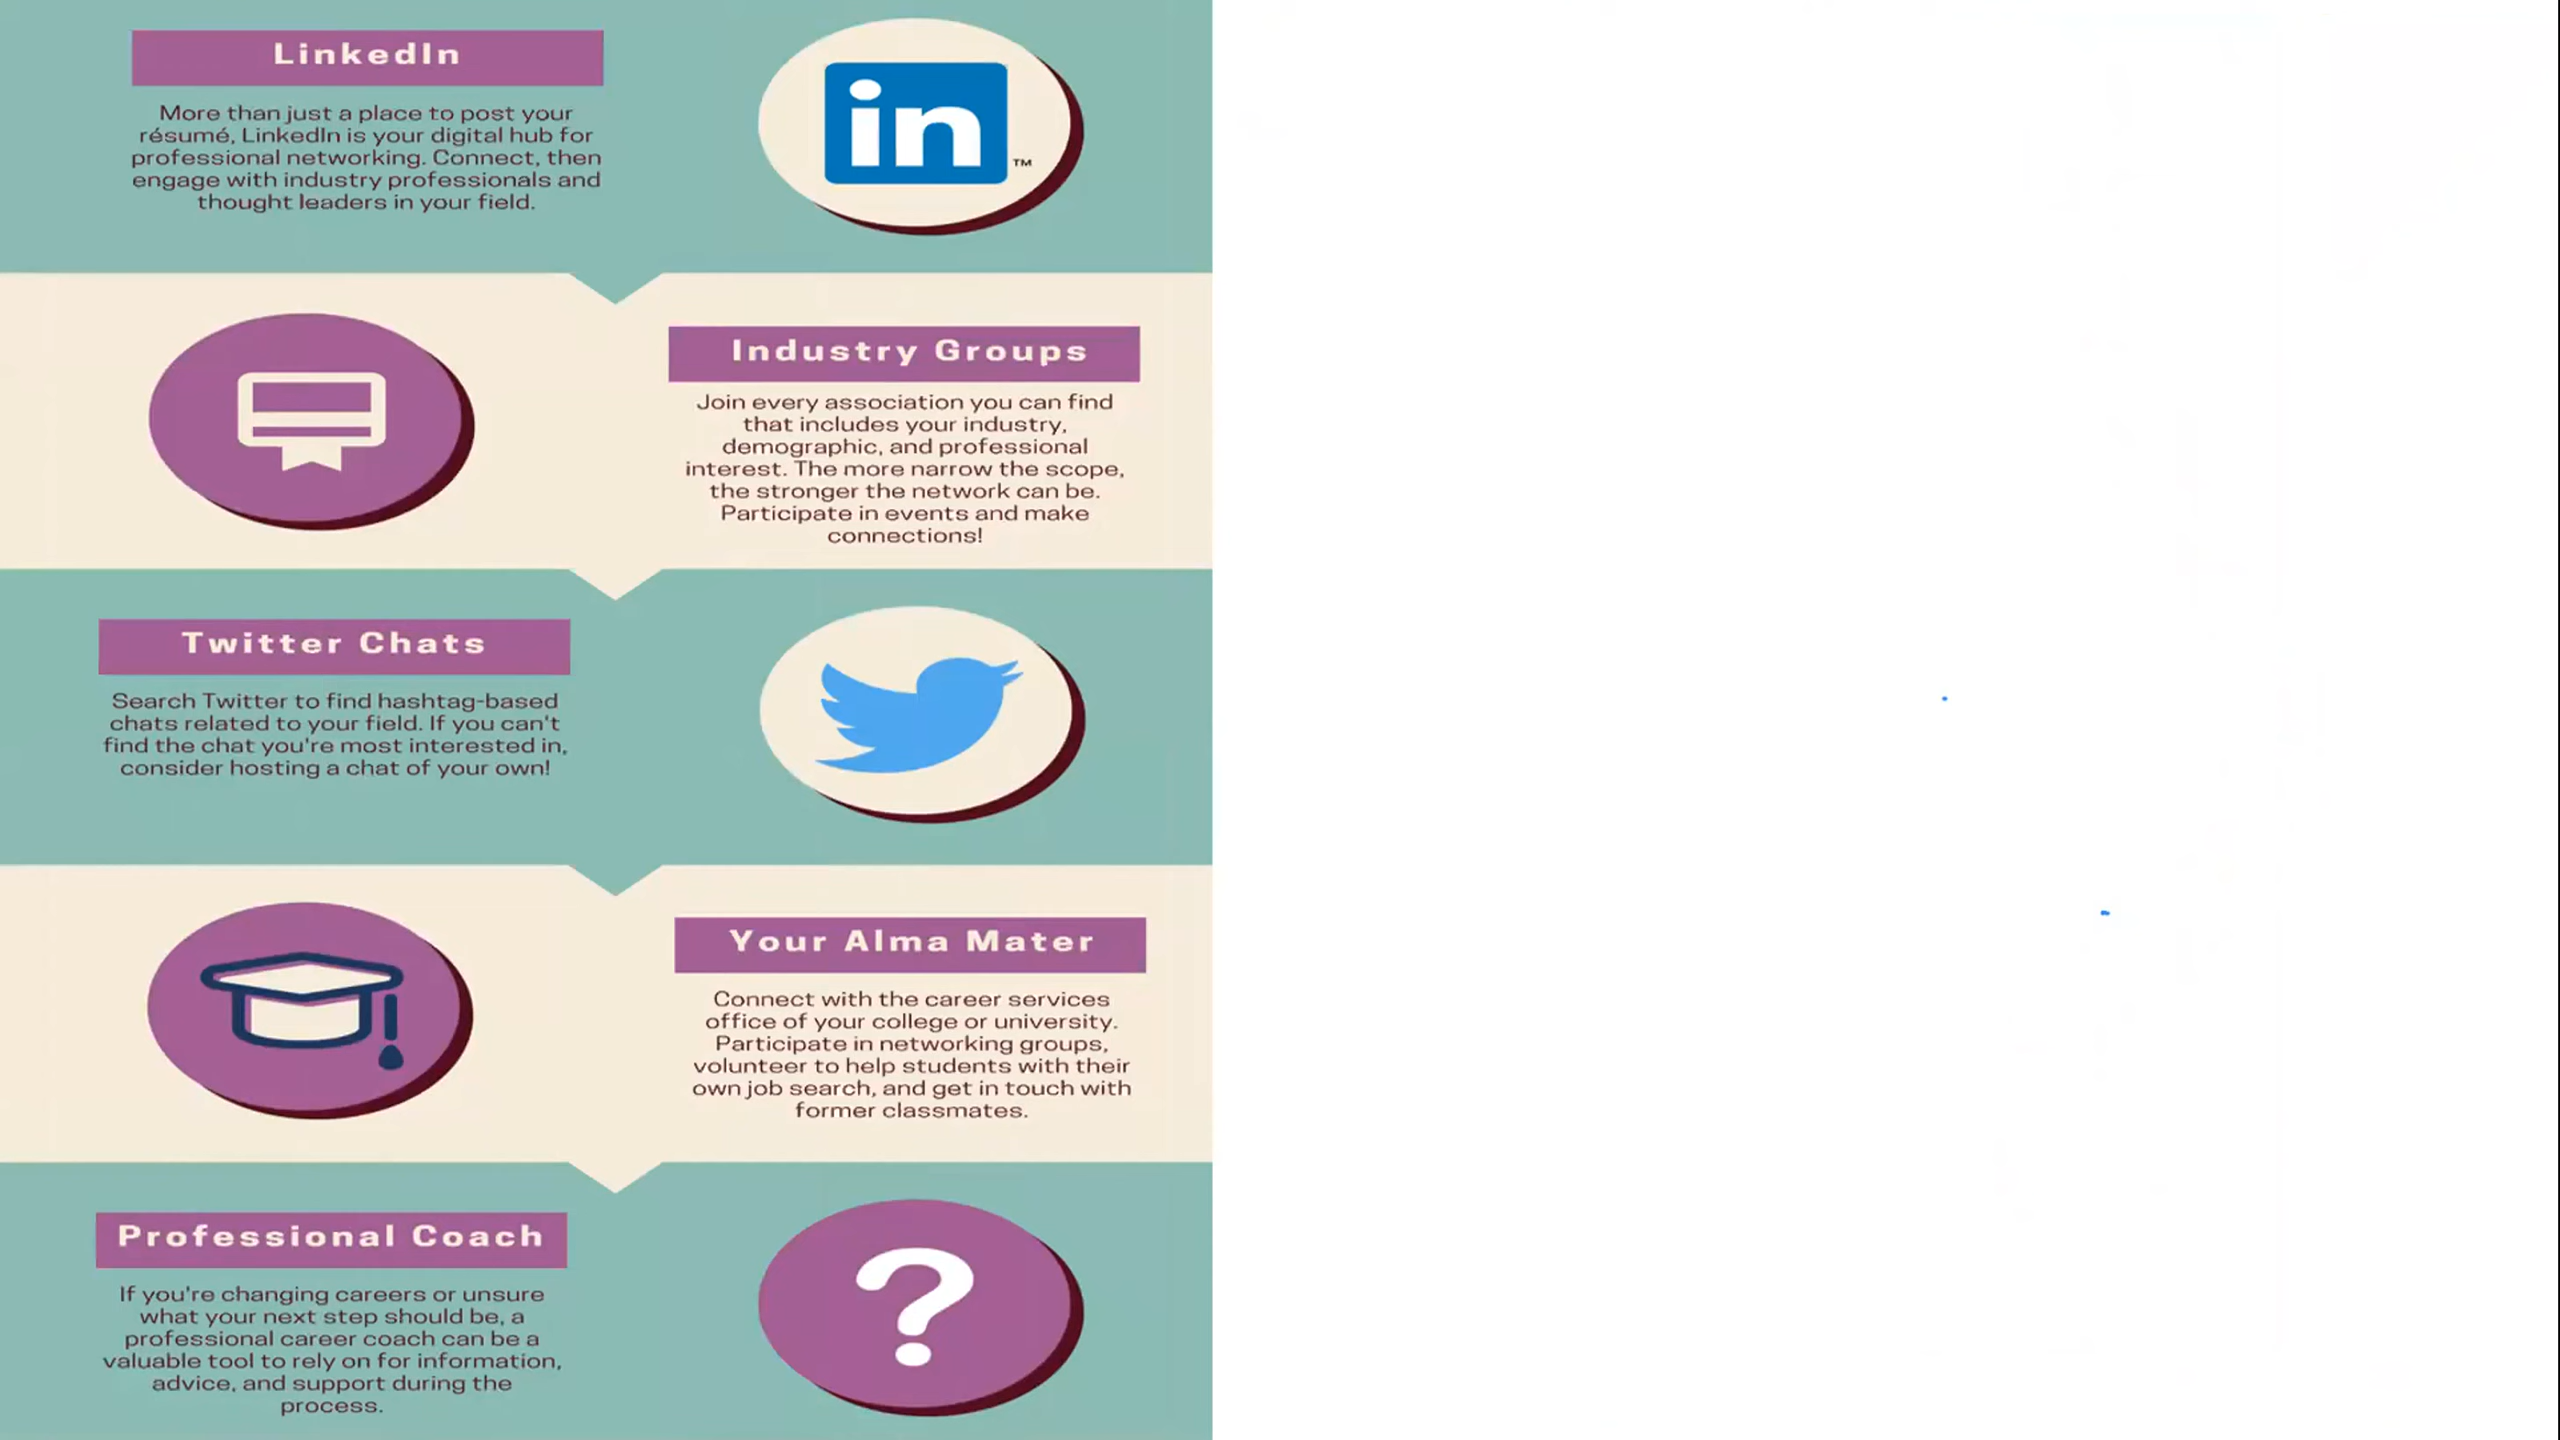 LinkedIn
More than just a place to post your
résumé, LinkedIn is your digital hub for
professional networking. Connect, then
engage with industry professionals and
thought leaders in your field.
in
TM
Industry Groups
Join every association you can find
that includes your industry,
demographic, and professional
interest. The more narrow the scope,
the stronger the network can be.
Participate in events and make
connections!
Twitter Chats
Search Twitter to find hashtag-based
chats related to your field. If you can't
find the chat you're most interested in,
consider hosting a chat of your own!
Your Alma Mater
Connect with the career services
office of your college or university.
Participate in networking groups,
volunteer to help students with their
own job search, and get in touch with
former classmates.
Professional Coach
If you're changing careers or unsure
what your next step should be, a
professional career coach can be a
valuable tool to rely on for information,
advice, and support during the
process.
?